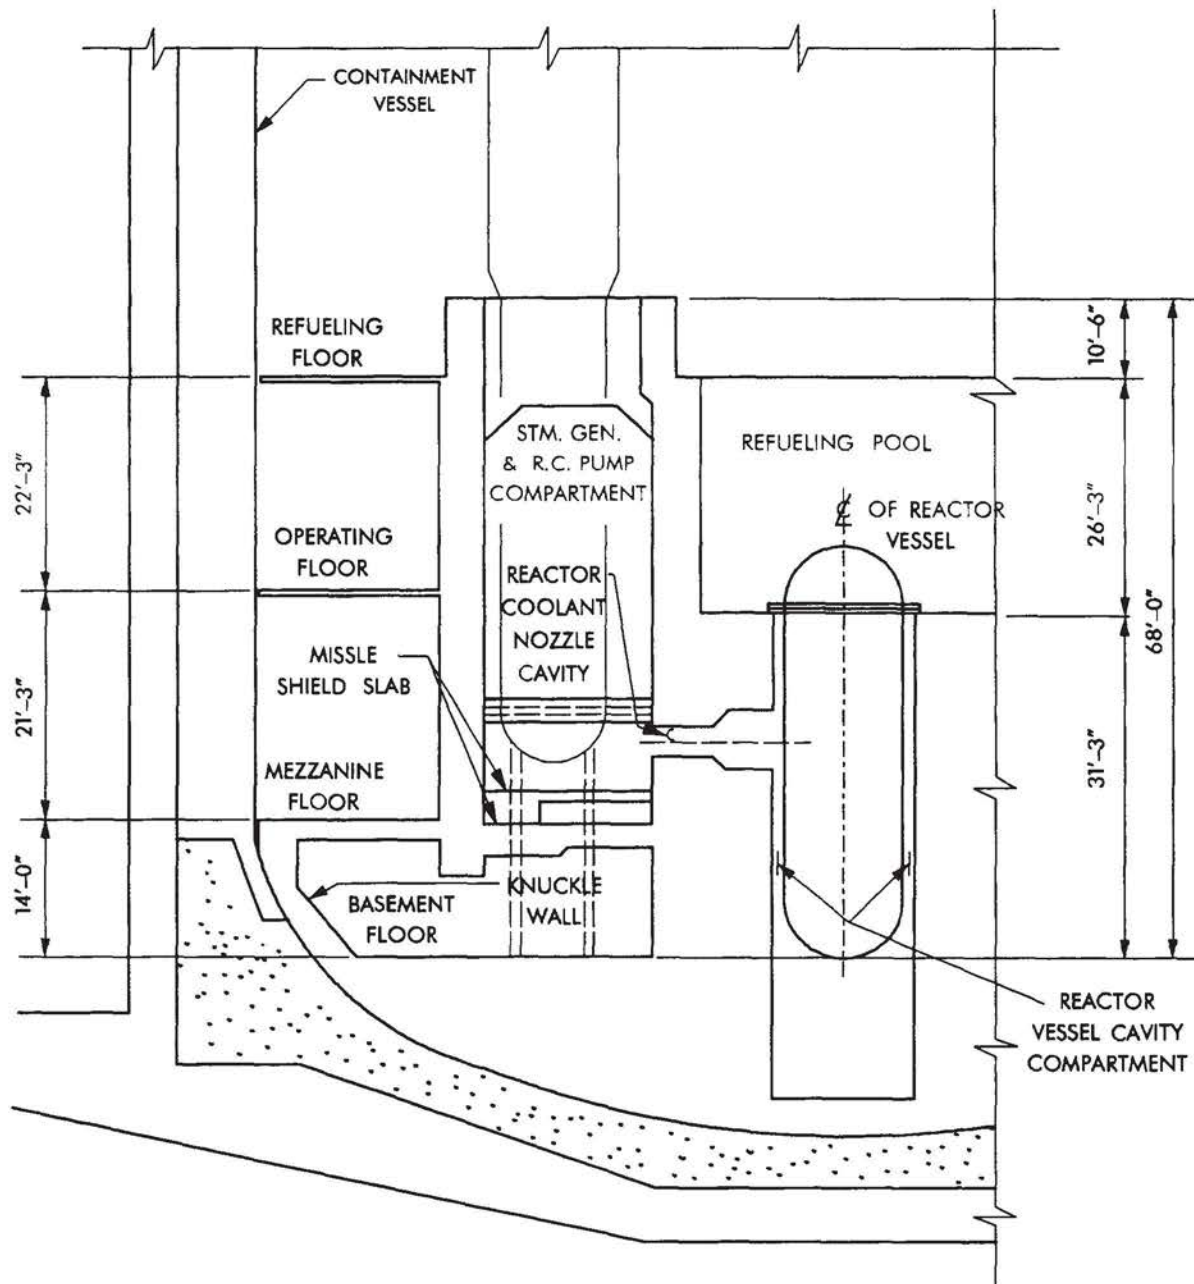 CONTAINMENT
VESSEL
REFUELING
FLOOR
10'-6"
STM. GEN.
& R.C. PUMP
COMPARTMENT
REFUELING POOL
22'-3"
26'-3"
℄ OF REACTOR
VESSEL
OPERATING
FLOOR
REACTOR
COOLANT
NOZZLE
CAVITY
68'-0"
MISSLE
SHIELD SLAB
21'-3"
31'-3"
MEZZANINE
FLOOR
14'-0"
KNUCKLE
WALL
BASEMENT
FLOOR
REACTOR
VESSEL CAVITY
COMPARTMENT